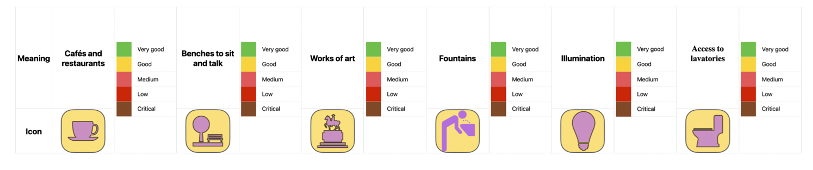 Meaning
Cafés and
restaurants
Very good
Good
Medium
Low
Critical
Benches to sit
and talk
Very good
Good
Medium
Low
Critical
Works of art
Very good
Good
Medium
Low
Critical
Fountains
Very good
Good
Medium
Low
Critical
Illumination
Very good
Good
Medium
Low
Critical
Access to
lavatories
Very good
Good
Medium
Low
Critical
Icon